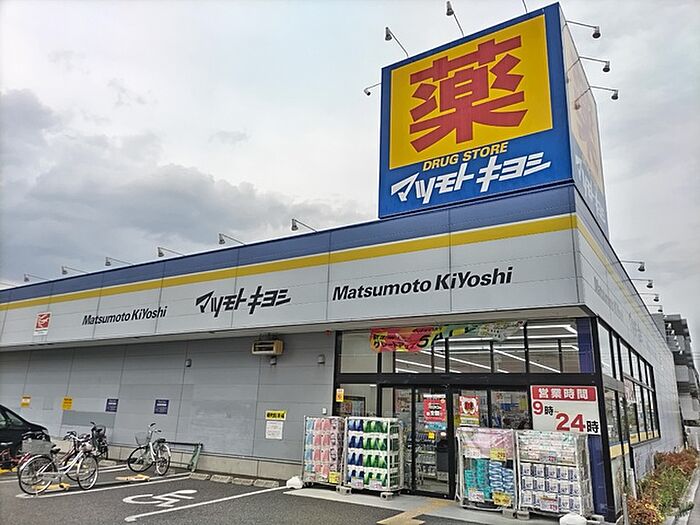 薬
DRUG STORE
マツモトキヨシ
Matsumoto KiYoshi
マツモトキヨシ
Matsumoto KiYoshi
営業時間
9時~24時
薬